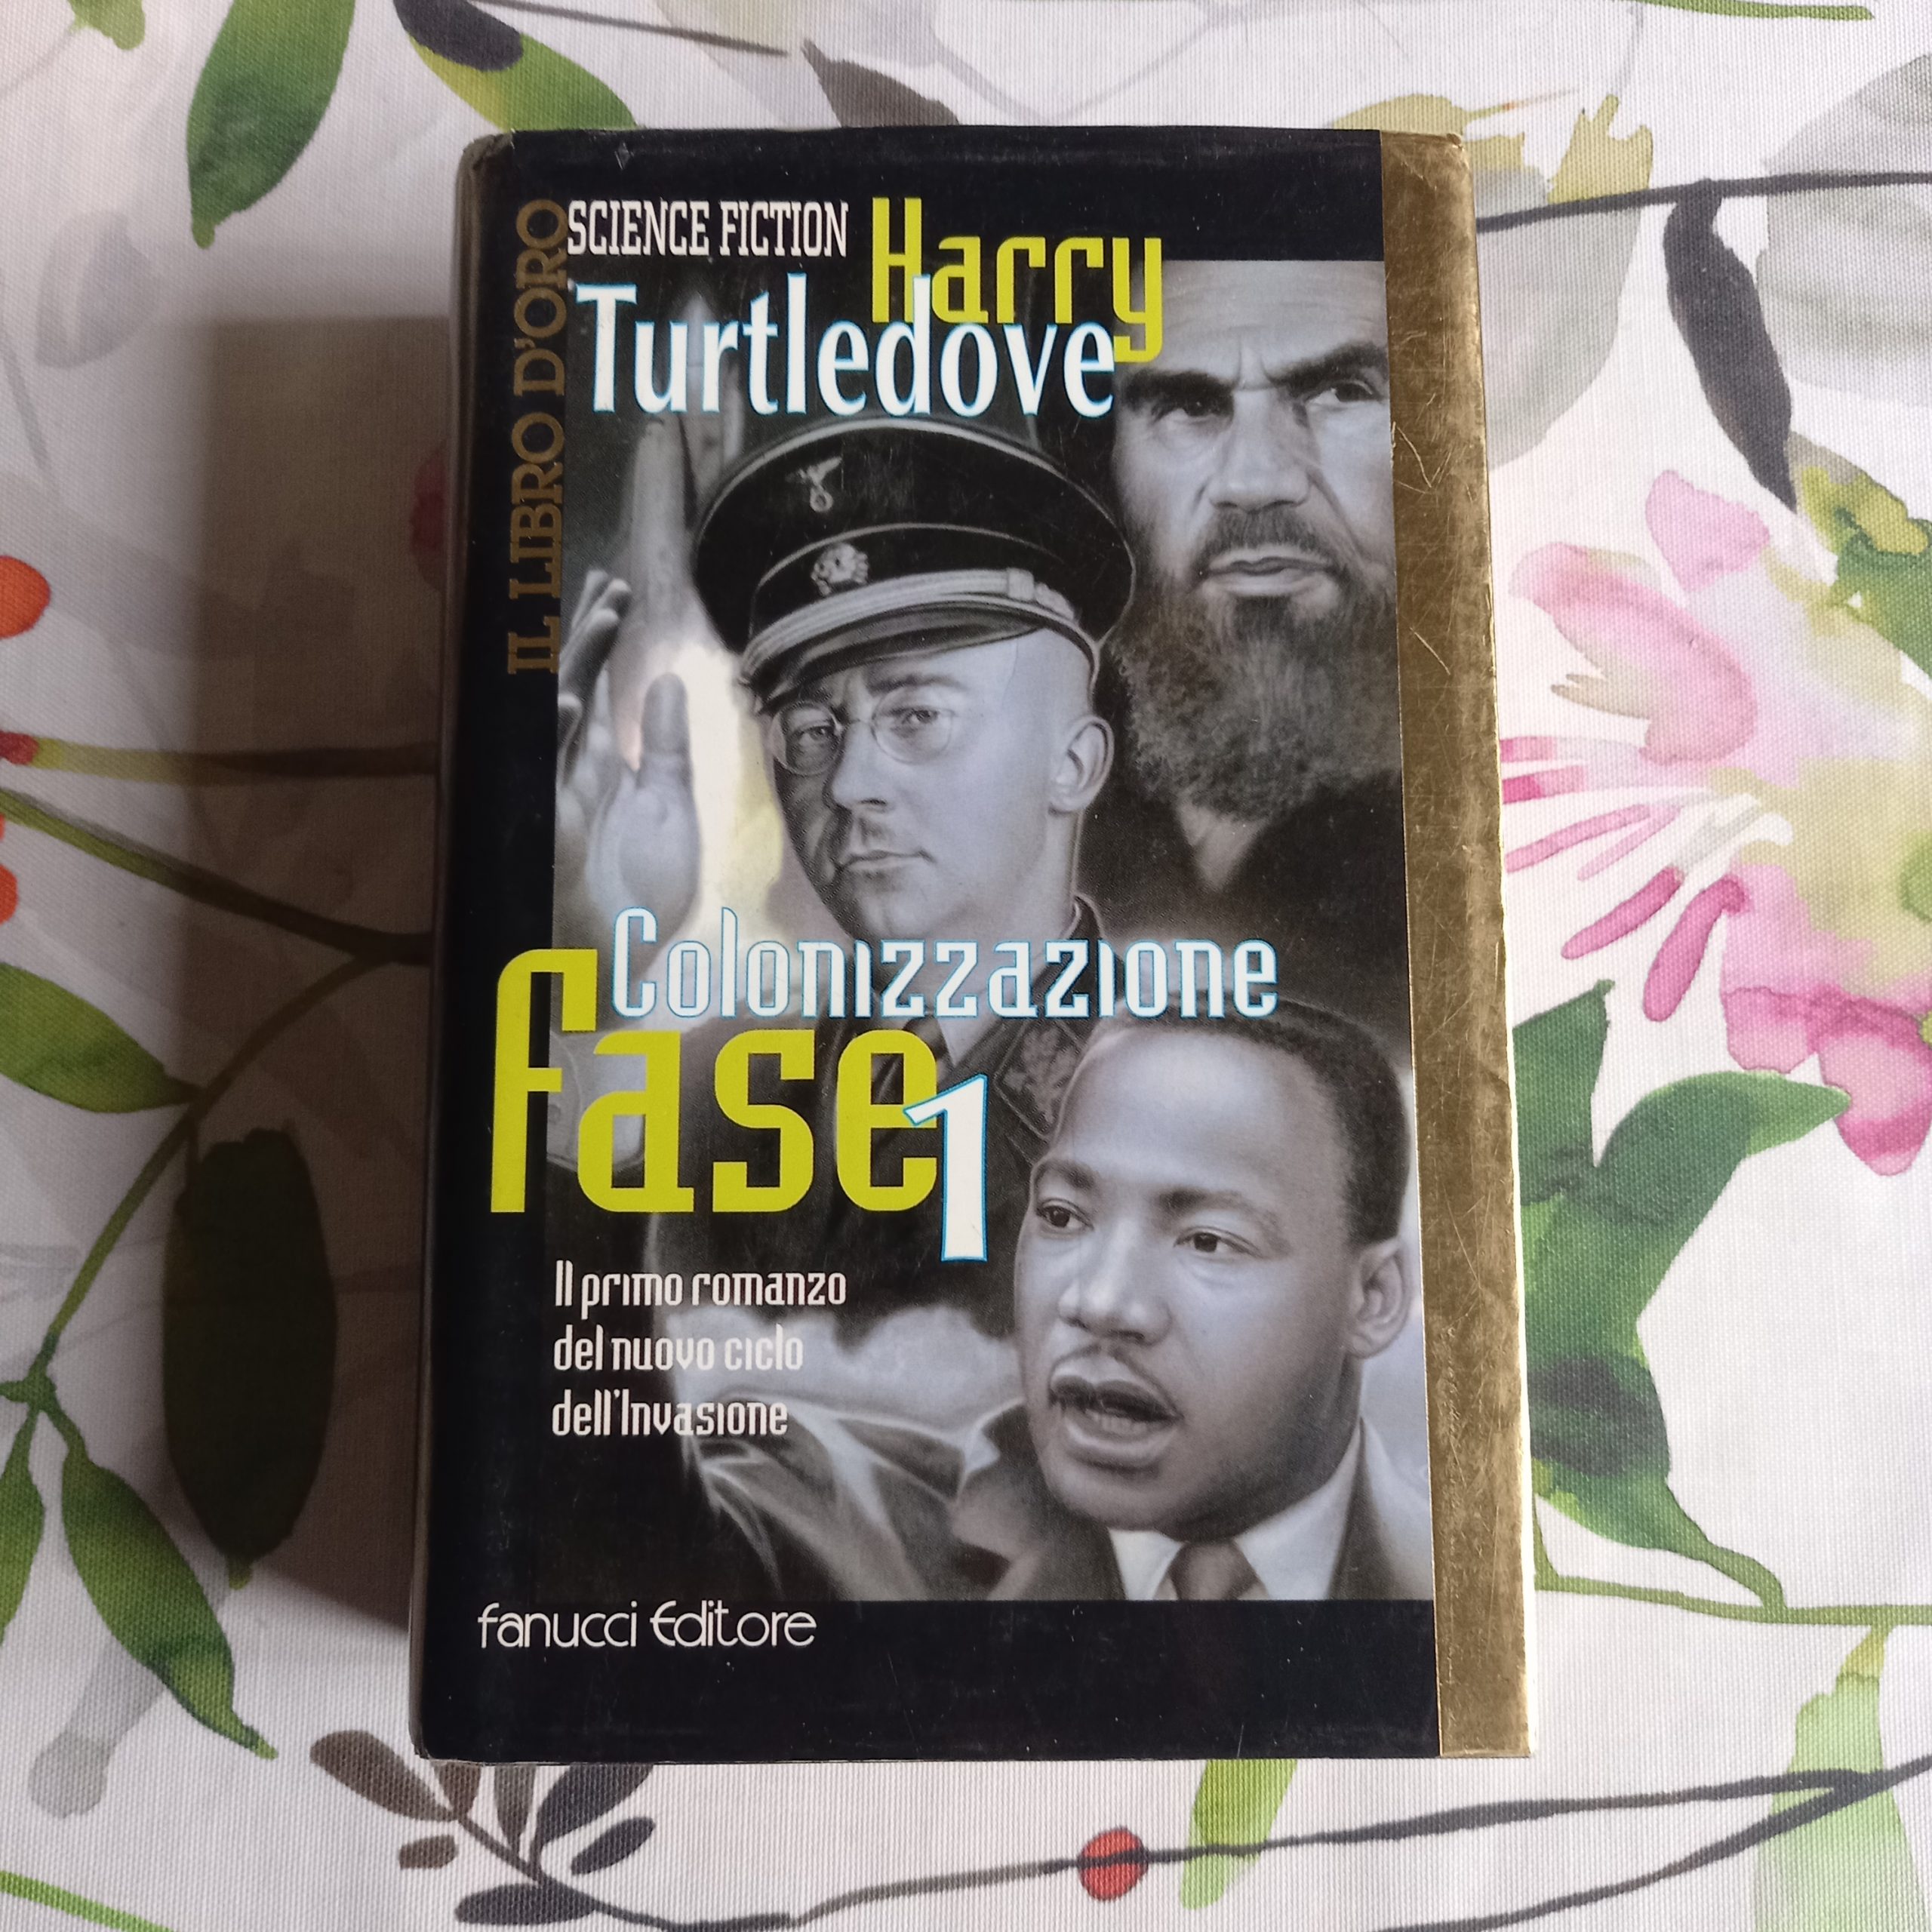 IL LIBRO D'ORO
SCIENCE FICTION
Harry
Turtledove
Colonizzazione
Fase 1
Il primo romanzo
del nuovo ciclo
dell'Invasione
Fanucci Editore